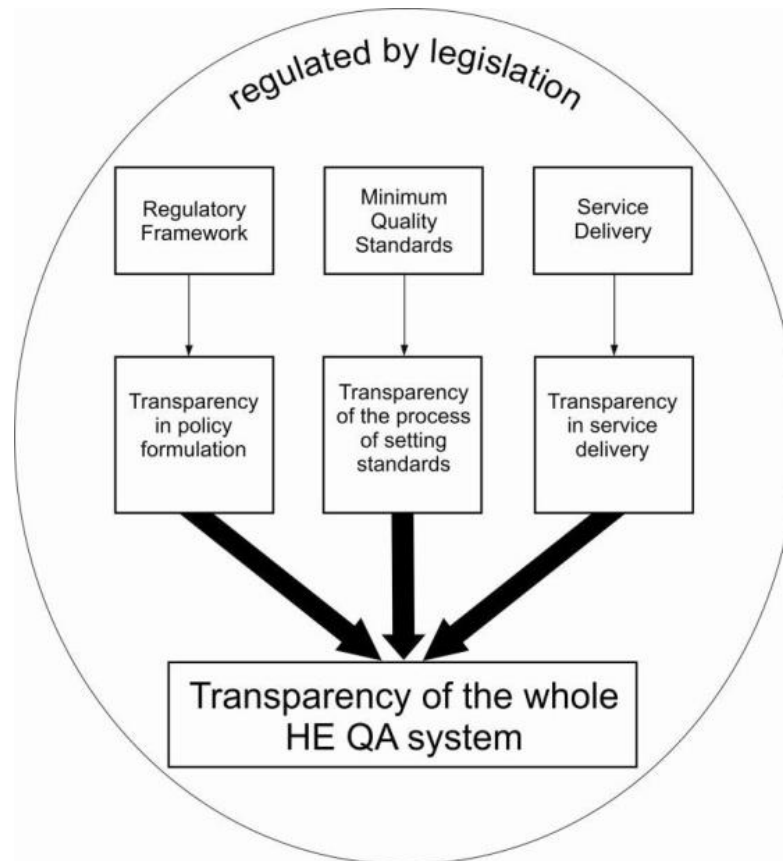 regulated by legislation
Regulatory
Framework
Minimum
Quality
Standards
Service
Delivery
Transparency
in policy
formulation
Transparency
of the process
of setting
standards
Transparency
in service
delivery
Transparency of the whole
HE QA system